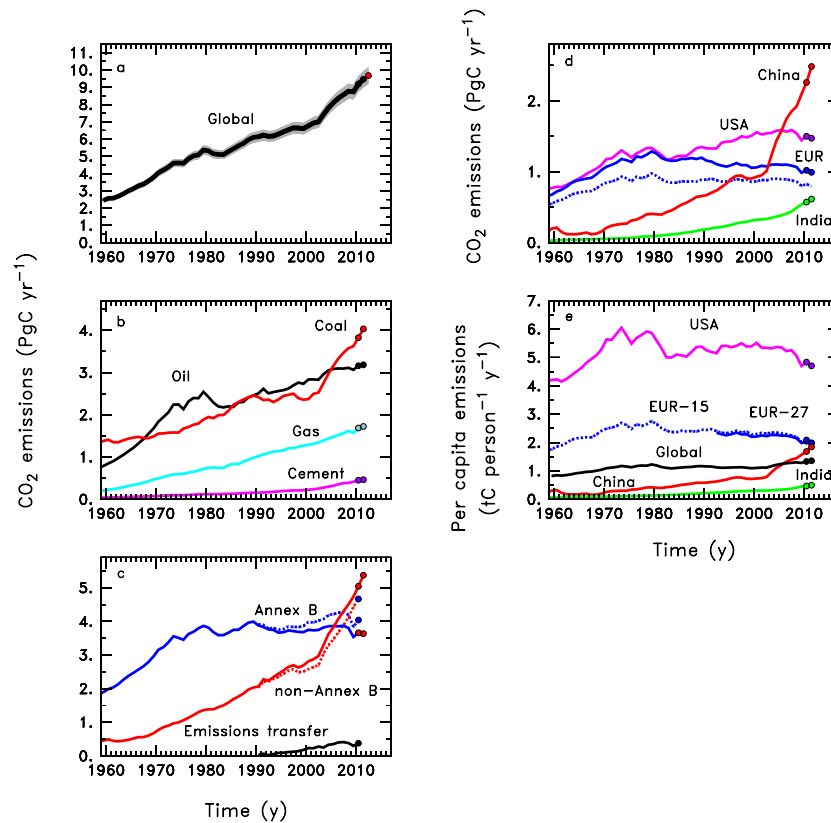 a
Global
11.
10.
9.
8.
7.
6.
5.
4.
3.
2.
1.
0.
1960 1970 1980 1990 2000 2010
b
Coal
Oil
Gas
Cement
4.
3.
2.
1.
0.
1960 1970 1980 1990 2000 2010
CO₂ emissions (PgC yr⁻¹)
c
Annex B
non-Annex B
Emissions transfer
5.
4.
3.
2.
1.
0.
1960 1970 1980 1990 2000 2010
Time (y)
d
China
USA
EUR
India
2.
1.
0.
1960 1970 1980 1990 2000 2010
CO₂ emissions (PgC yr⁻¹)
e
USA
EUR-15
EUR-27
Global
China
India
7.
6.
5.
4.
3.
2.
1.
0.
1960 1970 1980 1990 2000 2010
Per capita emissions
(tC person⁻¹ y⁻¹)
Time (y)